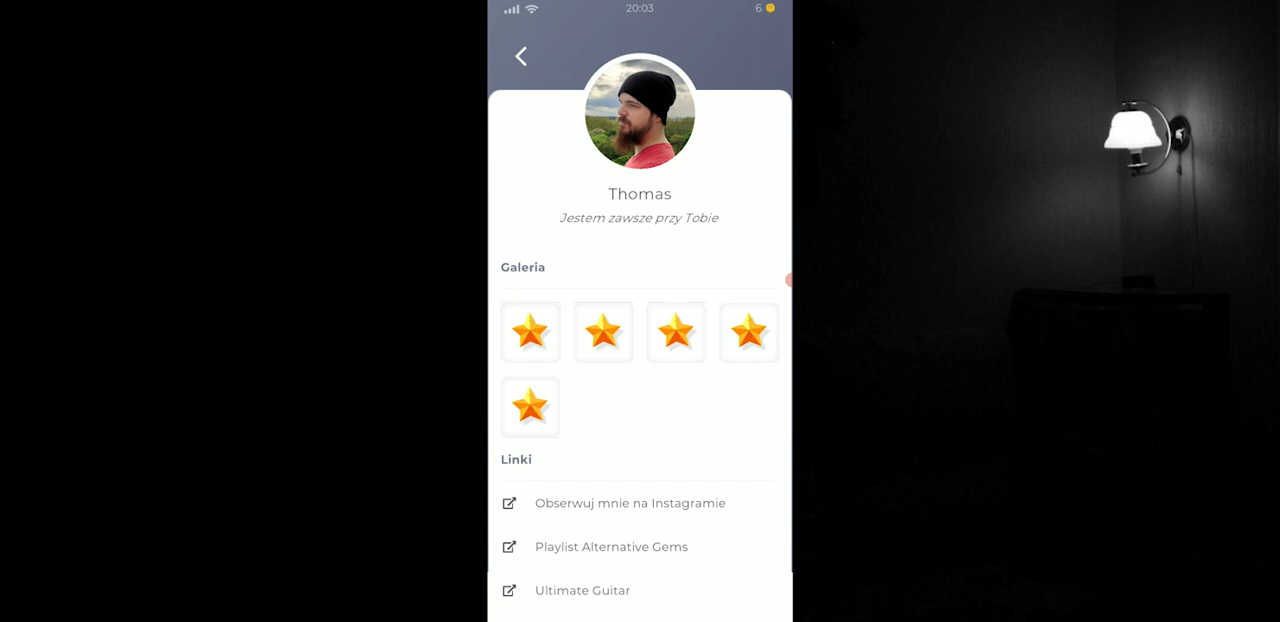 20:03
6
Thomas
Jestem zawsze przy Tobie
Galeria
Linki
Obserwuj mnie na Instagramie
Playlist Alternative Gems
Ultimate Guitar